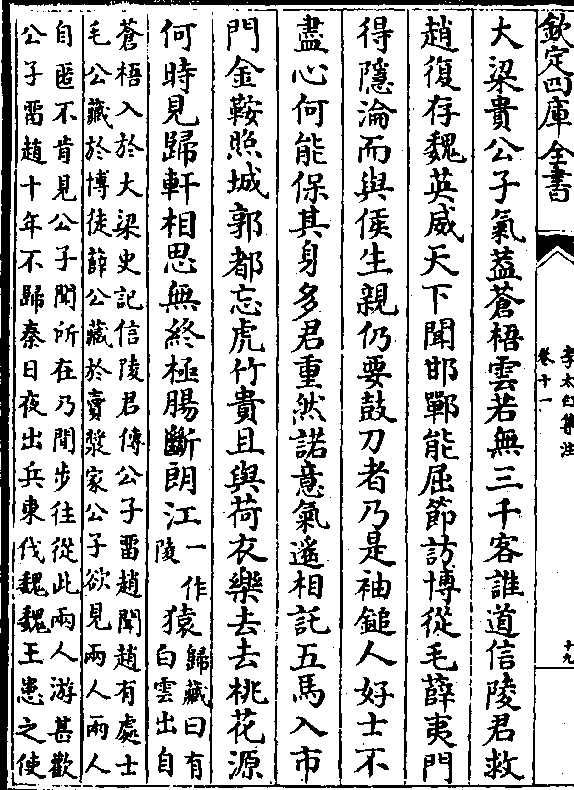 欽定四庫全書
李太白集注
卷十一
十九
大梁貴公子氣蓋蒼梧雲若無三千客誰道信陵君救
趙復存魏英威天下聞邯鄲能屈節訪博從毛薛夷門
得隱淪而與侯生親仍要鼓刀者乃是袖鎚人好士不
盡心何能保其身多君重然諾意氣遙相託五馬入市
門金鞍照城郭都忘虎竹貴且與荷衣樂去去桃花源
何時見歸軒相思無終極腸斷朗江
一作
陵
猿
歸藏曰有
白雲出自
蒼梧入於大梁史記信陵君傳公子留趙聞趙有處士
毛公藏於博徒薛公藏於賣漿家公子欲見兩人兩人
自匿不肯見公子聞所在乃間步往從此兩人游甚歡
公子留趙十年不歸秦日夜出兵東伐魏魏王患之使